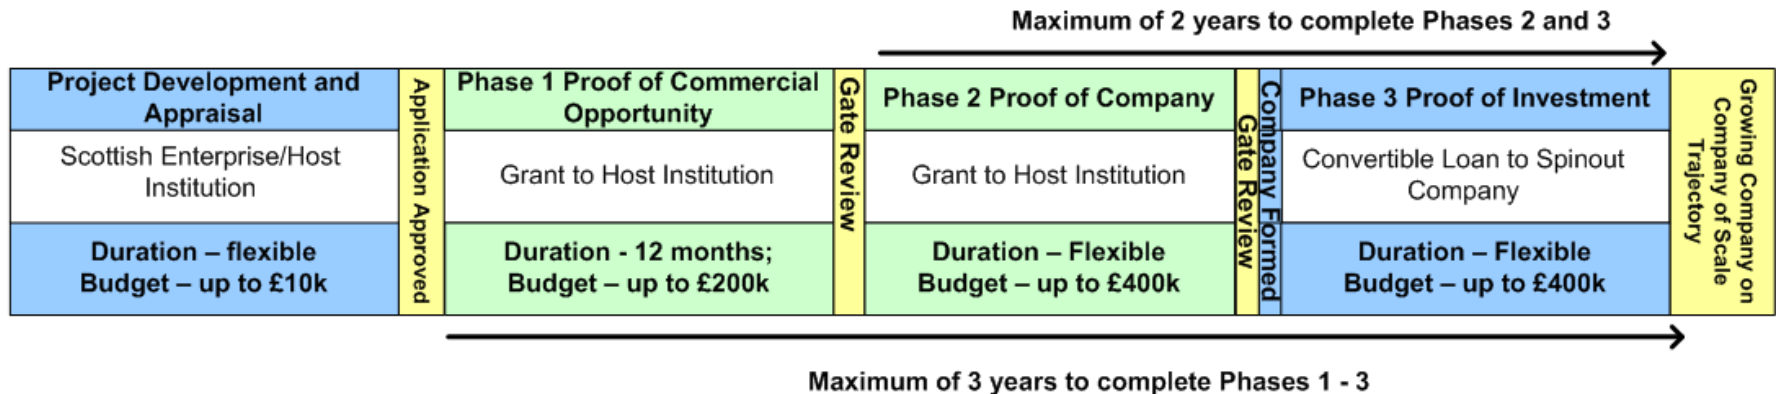 Maximum of 2 years to complete Phases 2 and 3
Project Development and
Appraisal
Scottish Enterprise/Host
Institution
Duration – flexible
Budget – up to £10k
Application Approved
Phase 1 Proof of Commercial
Opportunity
Grant to Host Institution
Duration - 12 months;
Budget – up to £200k
Gate Review
Phase 2 Proof of Company
Grant to Host Institution
Duration – Flexible
Budget – up to £400k
Gate Review
Company Formed
Phase 3 Proof of Investment
Convertible Loan to Spinout
Company
Duration – Flexible
Budget – up to £400k
Growing Company on
Company of Scale
Trajectory
Maximum of 3 years to complete Phases 1 - 3